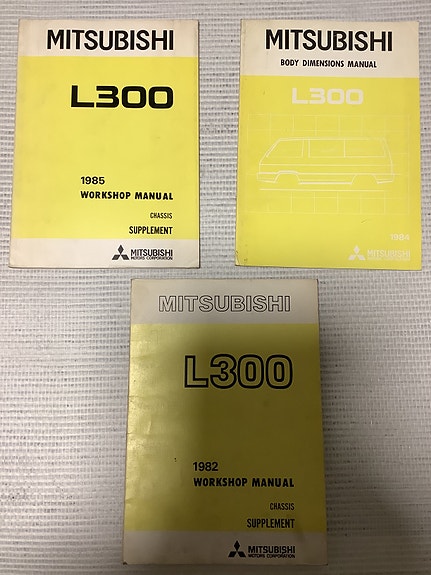 MITSUBISHI
L300
1985
WORKSHOP MANUAL
CHASSIS
SUPPLEMENT
MITSUBISHI
MOTORS CORPORATION
MITSUBISHI
BODY DIMENSIONS MANUAL
L300
1984
MITSUBISHI
MITSUBISHI
L300
1982
WORKSHOP MANUAL
CHASSIS
SUPPLEMENT
MITSUBISHI
MOTORS CORPORATION